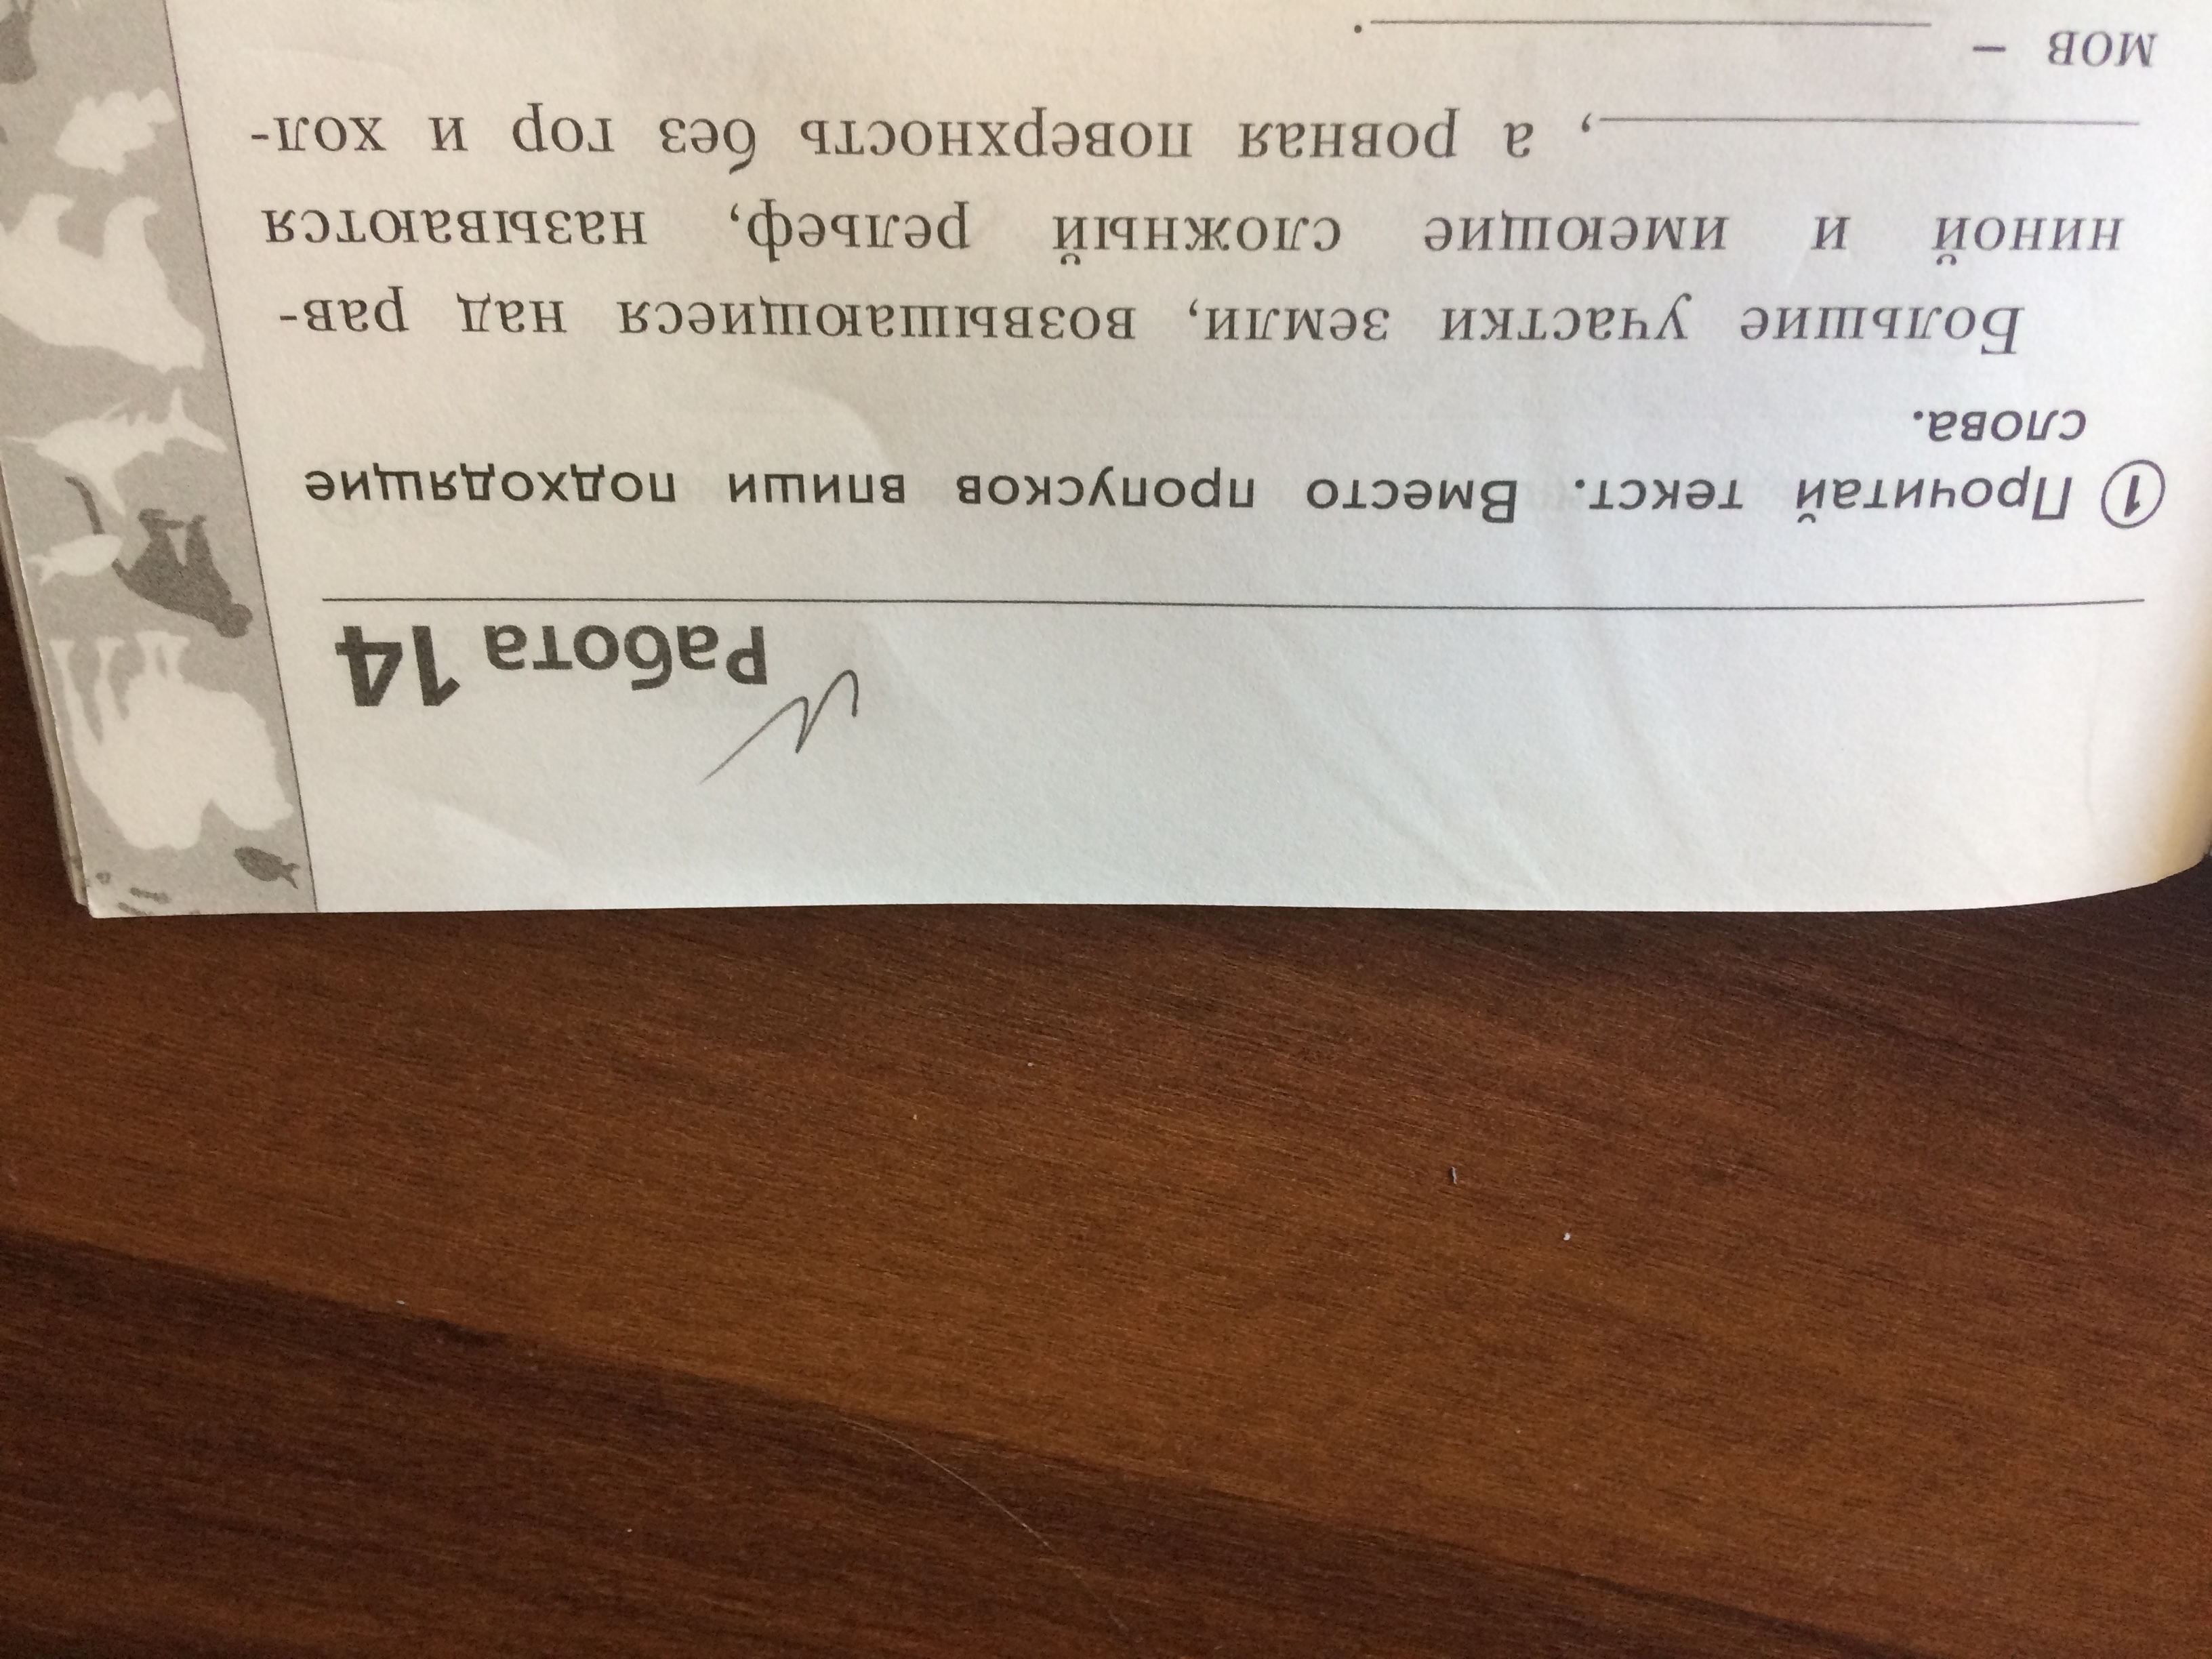 Работа 14
1 Прочитай текст. Вместо пропусков впиши подходящие
слова.
Большие участки земли, возвышающиеся над рав-
ниной и имеющие сложный рельеф, называются
, а ровная поверхность без гор и хол-
мов – .